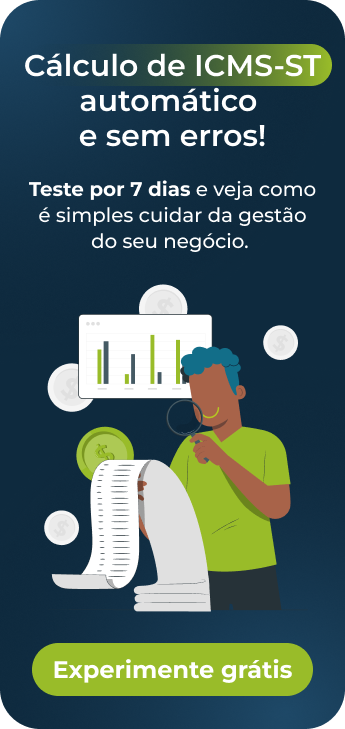 Cálculo de ICMS-ST
automático
e sem erros!
Teste por 7 dias e veja como
é simples cuidar da gestão
do seu negócio.
Experimente grátis